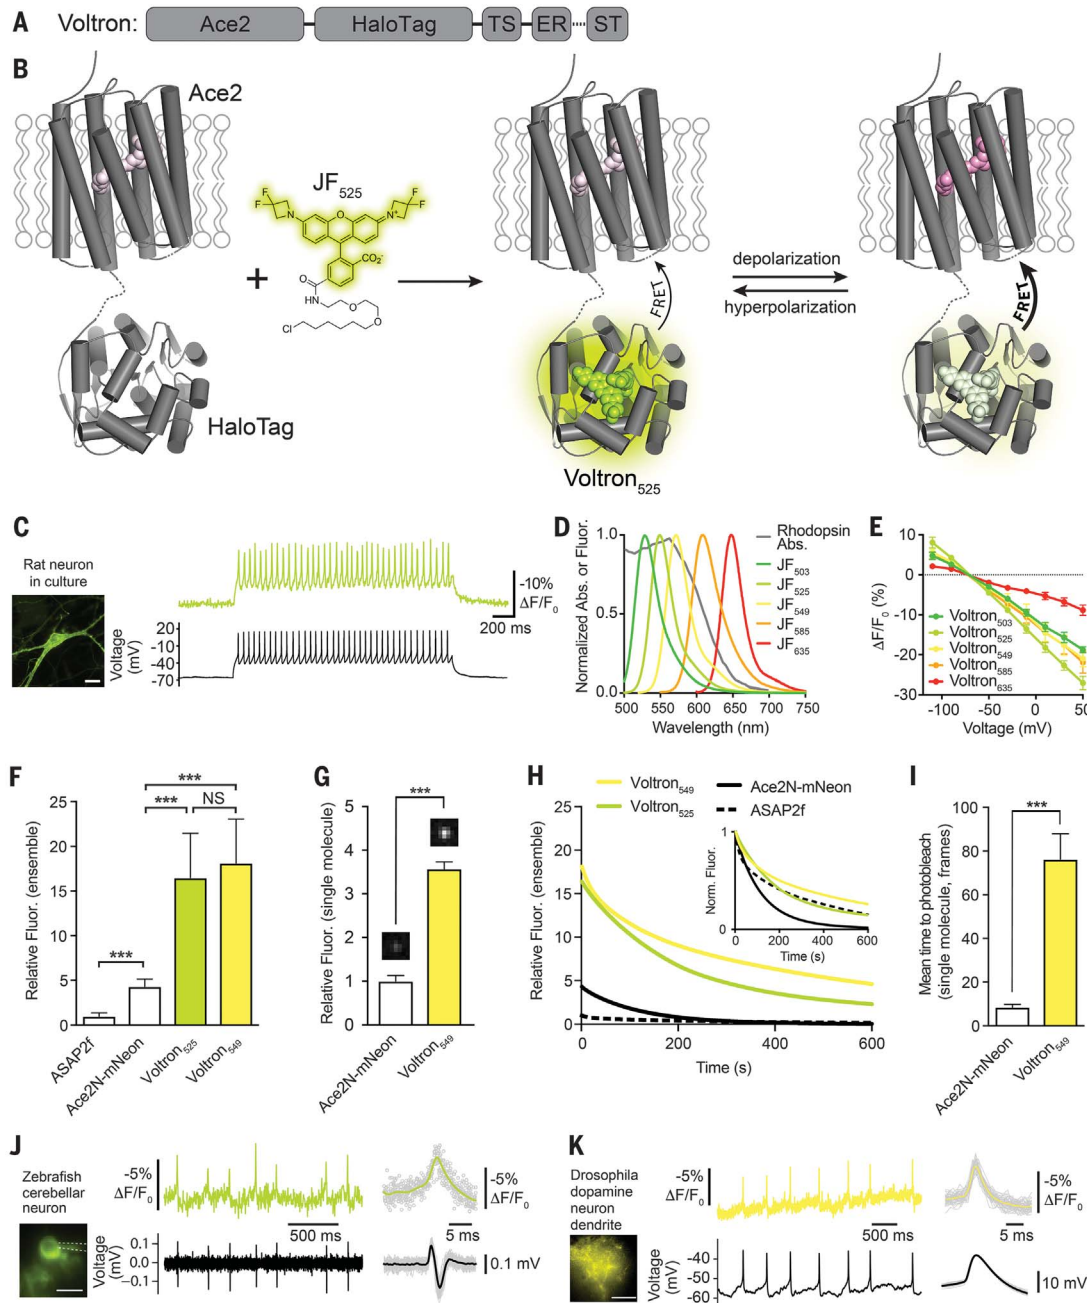 A
Voltron: Ace2 HaloTag TS ER ST
B
Ace2
JF525
F
F
N
O
N+
F
F
CO2-
O
HN
O
O
Cl
HaloTag
FRET
Voltron525
depolarization
hyperpolarization
FRET
C
Rat neuron
in culture
-10%
ΔF/F0
200 ms
Voltage
(mV)
20
-10
-40
-70
D
Normalized Abs. or Fluor.
1.0
0.5
0.0
500 550 600 650 700 750
Wavelength (nm)
Rhodopsin
Abs.
JF503
JF525
JF549
JF585
JF635
E
ΔF/F0 (%)
10
0
-10
-20
-30
-100 -50 0 50
Voltage (mV)
Voltron503
Voltron525
Voltron549
Voltron585
Voltron635
F
Relative Fluor. (ensemble)
25
20
15
10
5
0
***
*** NS
***
ASAP2f
Ace2N-mNeon
Voltron525
Voltron549
G
Relative Fluor. (single molecule)
5
4
3
2
1
0
***
Ace2N-mNeon
Voltron549
H
Voltron549
Voltron525
Ace2N-mNeon
ASAP2f
Relative Fluor. (ensemble)
25
20
15
10
5
0
0 200 400 600
Time (s)
Norm. Fluor.
1
0
0 200 400 600
Time (s)
I
Mean time to photobleach
(single molecule, frames)
100
80
60
40
20
0
***
Ace2N-mNeon
Voltron549
J
Zebrafish
cerebellar
neuron
-5%
ΔF/F0
500 ms
-5%
ΔF/F0
5 ms
Voltage
(mV)
0.1
0.0
-0.1
0.1 mV
K
Drosophila
dopamine
neuron
dendrite
-5%
ΔF/F0
500 ms
-5%
ΔF/F0
5 ms
Voltage
(mV)
-40
-50
-60
10 mV